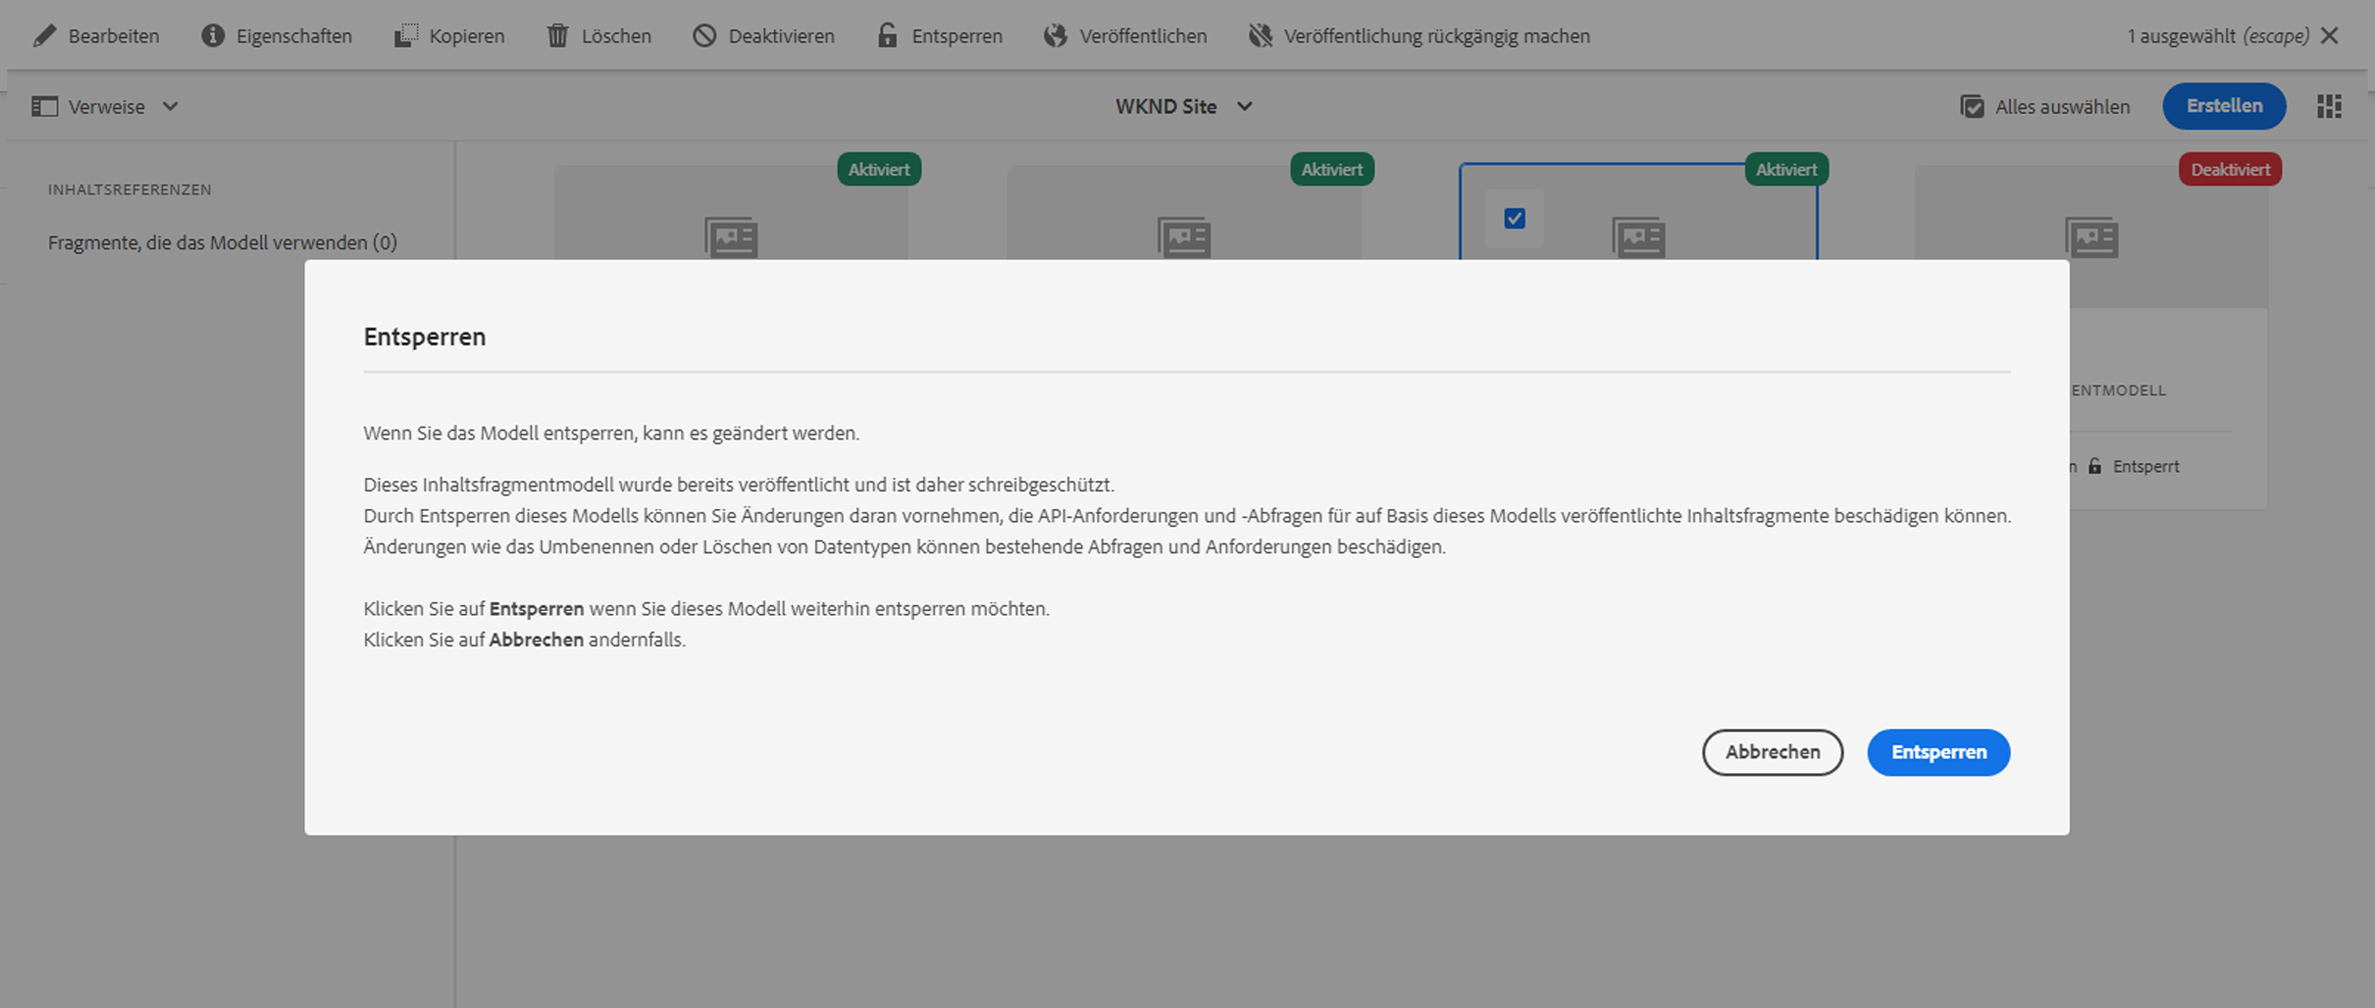 Bearbeiten Eigenschaften Kopieren Löschen Deaktivieren Entsperren Veröffentlichen Veröffentlichung rückgängig machen 1 ausgewählt (escape)
Verweise WKND Site Alles auswählen Erstellen
Aktiviert Aktiviert Aktiviert Deaktiviert
INHALTSREFERENZEN
Fragmente, die das Modell verwenden (0)
Entsperren
ENTMODELL
Wenn Sie das Modell entsperren, kann es geändert werden.
n Entsperrt
Dieses Inhaltsfragmentmodell wurde bereits veröffentlicht und ist daher schreibgeschützt.
Durch Entsperren dieses Modells können Sie Änderungen daran vornehmen, die API-Anforderungen und -Abfragen für auf Basis dieses Modells veröffentlichte Inhaltsfragmente beschädigen können.
Änderungen wie das Umbenennen oder Löschen von Datentypen können bestehende Abfragen und Anforderungen beschädigen.
Klicken Sie auf Entsperren wenn Sie dieses Modell weiterhin entsperren möchten.
Klicken Sie auf Abbrechen andernfalls.
Abbrechen Entsperren